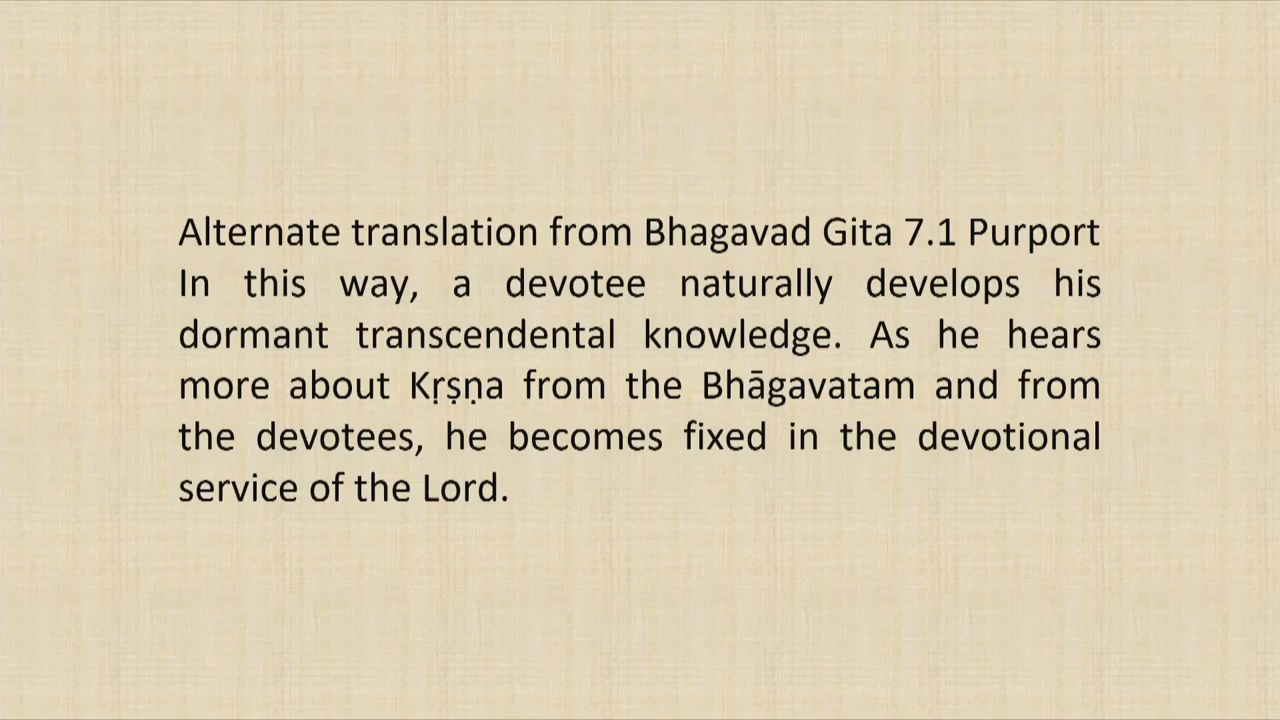 Alternate translation from Bhagavad Gita 7.1 Purport
In this way, a devotee naturally develops his
dormant transcendental knowledge. As he hears
more about Kṛṣṇa from the Bhāgavatam and from
the devotees, he becomes fixed in the devotional
service of the Lord.